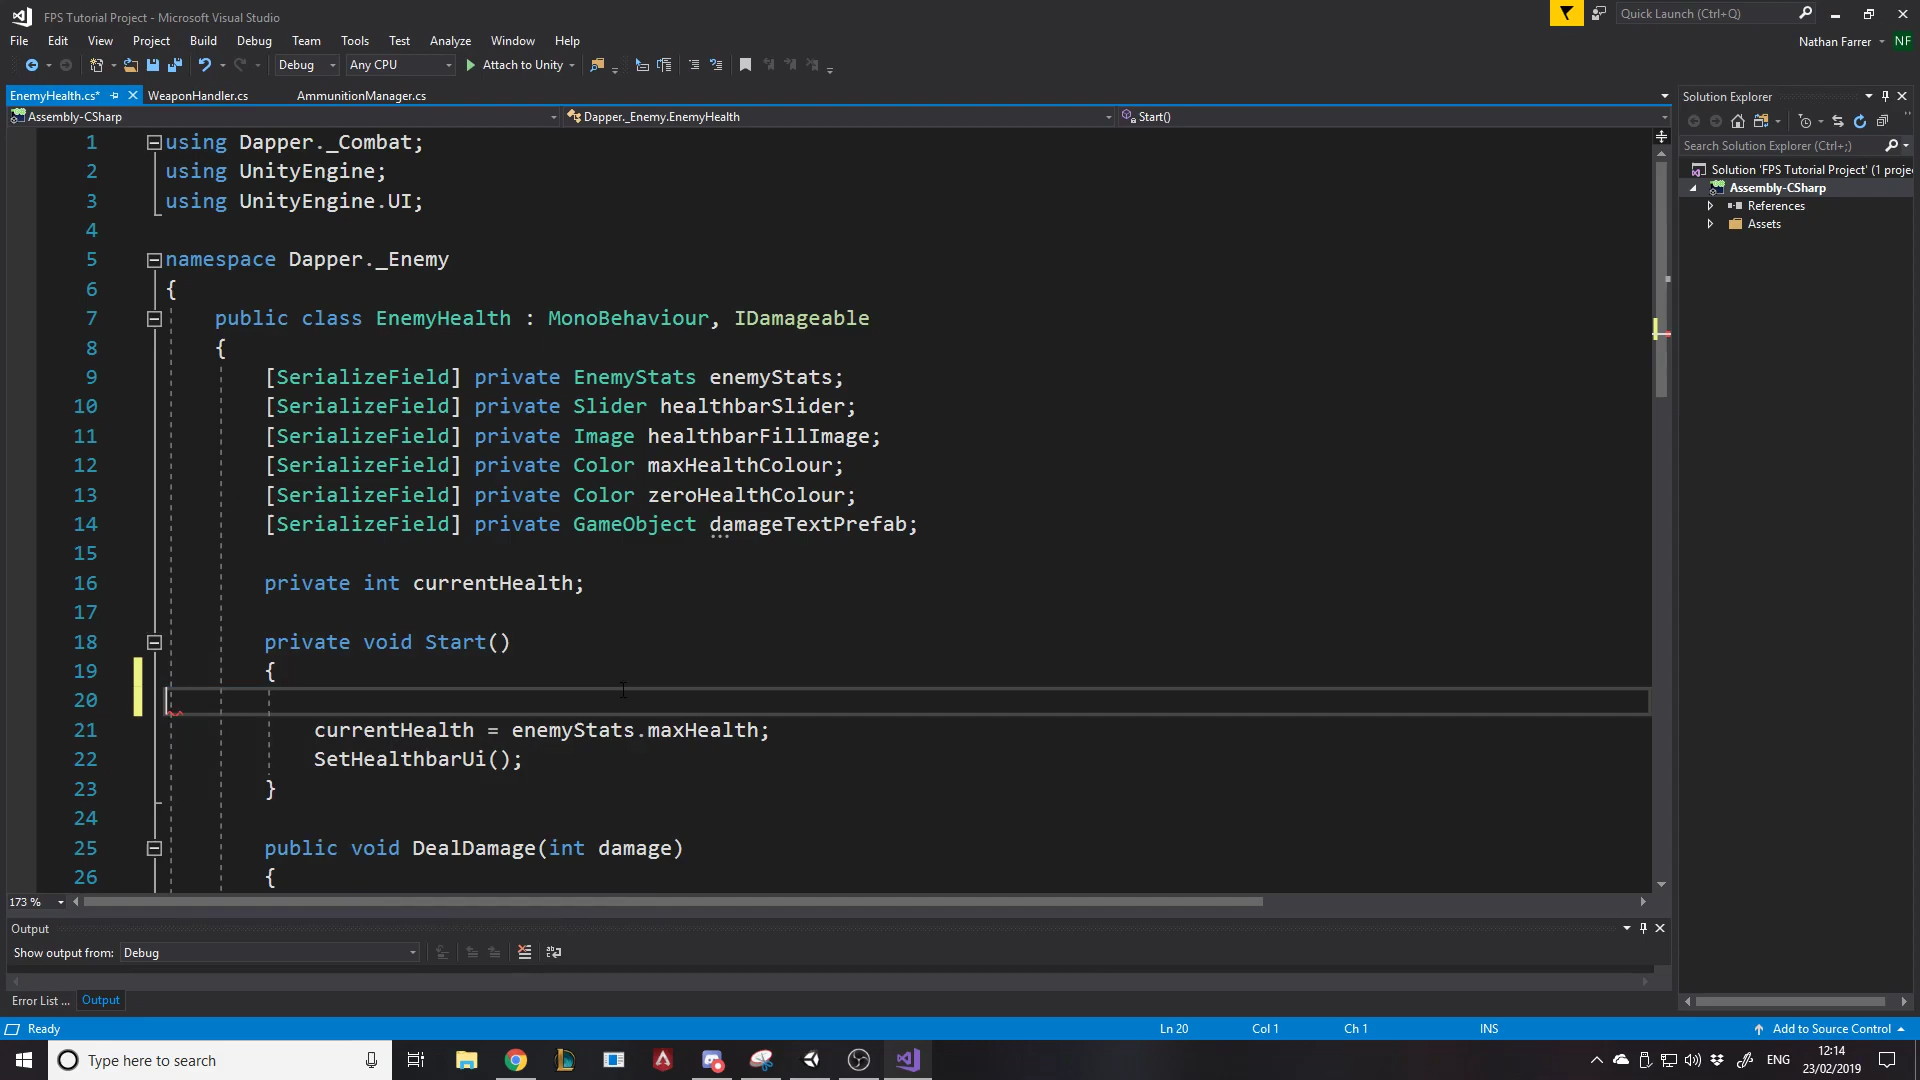 FPS Tutorial Project - Microsoft Visual Studio
Quick Launch (Ctrl+Q)
File Edit View Project Build Debug Team Tools Test Analyze Window Help
Nathan Farrer NF
Debug Any CPU Attach to Unity
EnemyHealth.cs* WeaponHandler.cs AmmunitionManager.cs
Assembly-CSharp Dapper._Enemy.EnemyHealth Start()
1 using Dapper._Combat;
2 using UnityEngine;
3 using UnityEngine.UI;
4
5 namespace Dapper._Enemy
6 {
7 public class EnemyHealth : MonoBehaviour, IDamageable
8 {
9 [SerializeField] private EnemyStats enemyStats;
10 [SerializeField] private Slider healthbarSlider;
11 [SerializeField] private Image healthbarFillImage;
12 [SerializeField] private Color maxHealthColour;
13 [SerializeField] private Color zeroHealthColour;
14 [SerializeField] private GameObject damageTextPrefab;
15
16 private int currentHealth;
17
18 private void Start()
19 {
20
21 currentHealth = enemyStats.maxHealth;
22 SetHealthbarUi();
23 }
24
25 public void DealDamage(int damage)
26 {
173 %
Output
Show output from: Debug
Error List ... Output
Solution Explorer
Search Solution Explorer (Ctrl+;)
Solution 'FPS Tutorial Project' (1 proje
Assembly-CSharp
References
Assets
Ready Ln 20 Col 1 Ch 1 INS Add to Source Control
Type here to search
ENG
12:14
23/02/2019